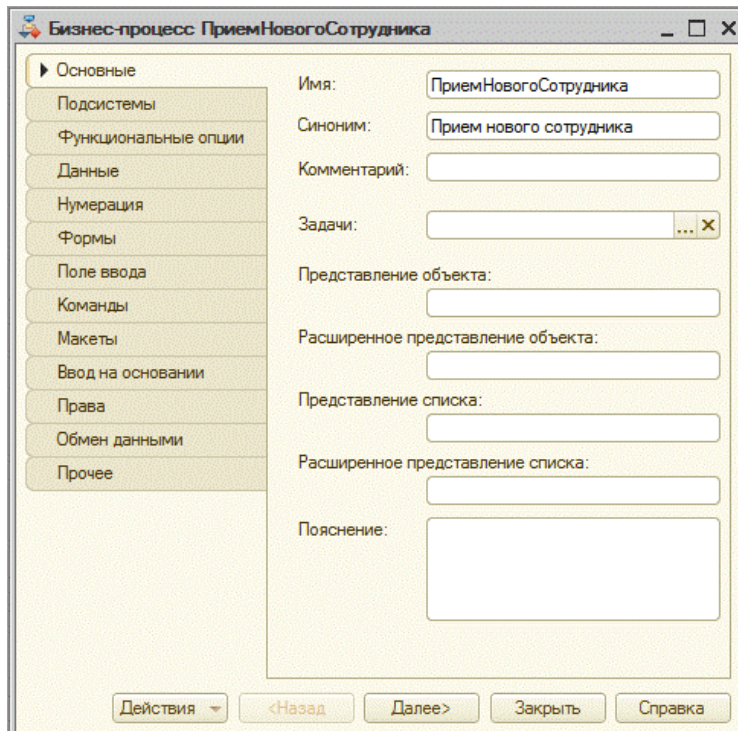 Бизнес-процесс ПриемНовогоСотрудника
Основные
Подсистемы
Функциональные опции
Данные
Нумерация
Формы
Поле ввода
Команды
Макеты
Ввод на основании
Права
Обмен данными
Прочее
Имя: ПриемНовогоСотрудника
Синоним: Прием нового сотрудника
Комментарий:
Задачи: ...
Представление объекта:
Расширенное представление объекта:
Представление списка:
Расширенное представление списка:
Пояснение:
Действия <Назад Далее> Закрыть Справка